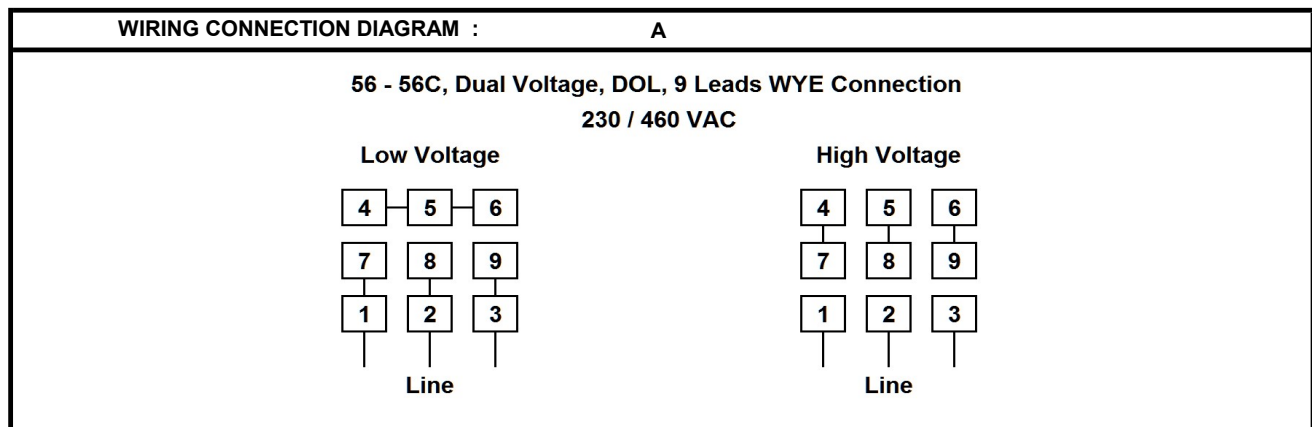 WIRING CONNECTION DIAGRAM : A
56 - 56C, Dual Voltage, DOL, 9 Leads WYE Connection
230 / 460 VAC
Low Voltage
4 5 6
7 8 9
1 2 3
Line
High Voltage
4 5 6
7 8 9
1 2 3
Line